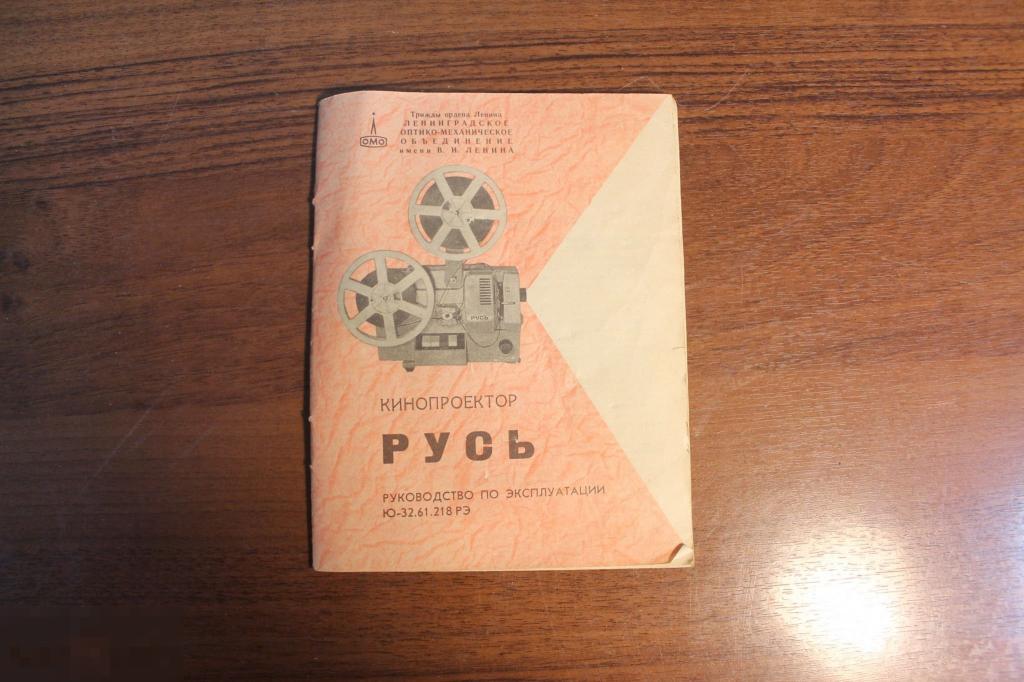 Трижды ордена Ленина
ЛЕНИНГРАДСКОЕ
ОПТИКО-МЕХАНИЧЕСКОЕ
ОБЪЕДИНЕНИЕ
имени В. И. ЛЕНИНА
ОМО
РУСЬ
КИНОПРОЕКТОР
РУСЬ
РУКОВОДСТВО ПО ЭКСПЛУАТАЦИИ
Ю-32.61.218 РЭ